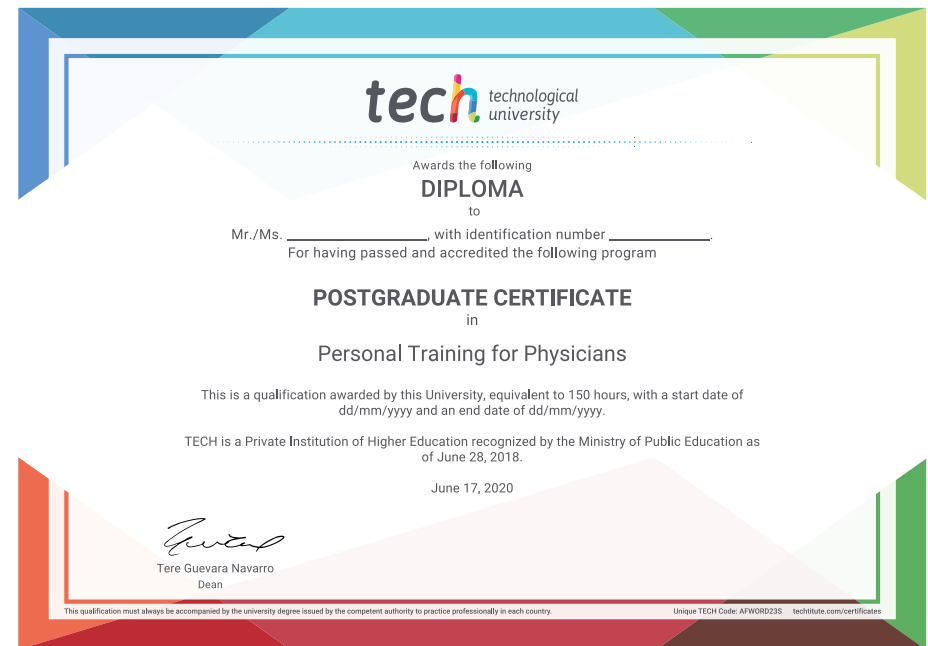 tech technological
university
Awards the following
DIPLOMA
to
Mr./Ms. ____________, with identification number ____________.
For having passed and accredited the following program
POSTGRADUATE CERTIFICATE
in
Personal Training for Physicians
This is a qualification awarded by this University, equivalent to 150 hours, with a start date of
dd/mm/yyyy and an end date of dd/mm/yyyy.
TECH is a Private Institution of Higher Education recognized by the Ministry of Public Education as
of June 28, 2018.
June 17, 2020
Tere Guevara Navarro
Dean
This qualification must always be accompanied by the university degree issued by the competent authority to practice professionally in each country. Unique TECH Code: AFWORD23S techtitute.com/certificates